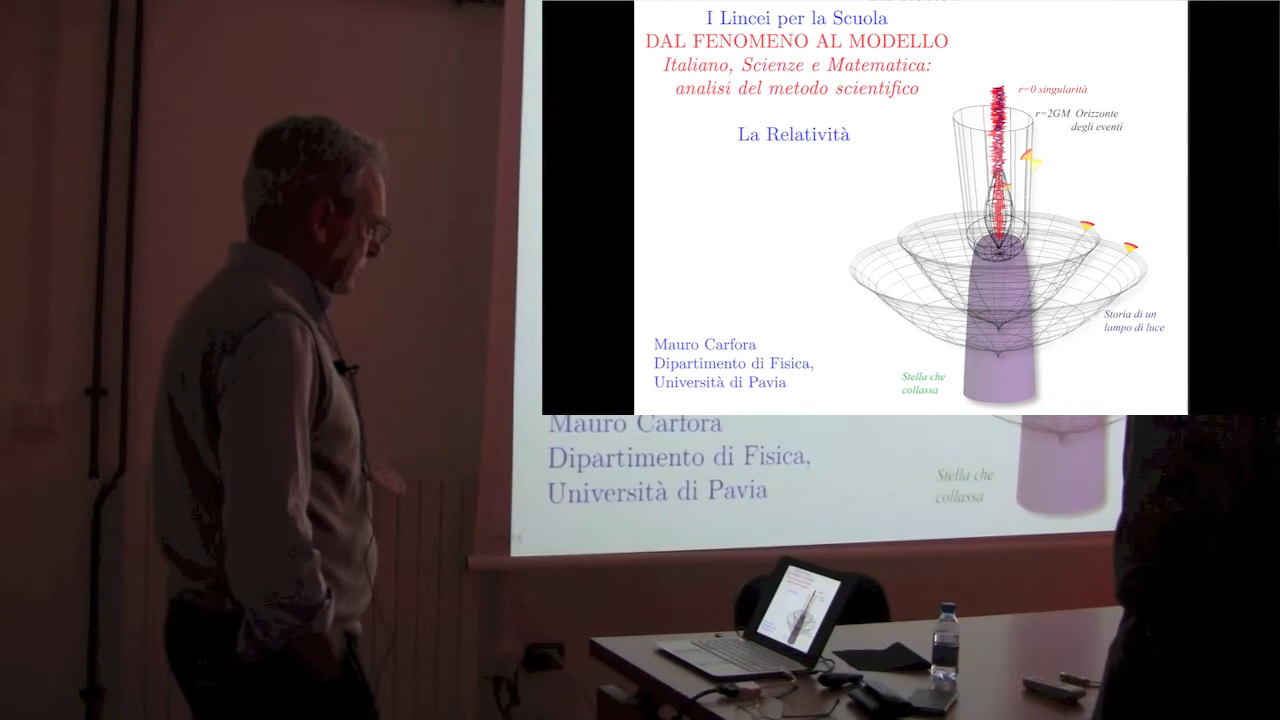 I Lincei per la Scuola
DAL FENOMENO AL MODELLO
Italiano, Scienze e Matematica:
analisi del metodo scientifico
La Relatività
r=0 singularità
r=2GM Orizzonte
degli eventi
Storia di un
lampo di luce
Stella che
collassa
Mauro Carfora
Dipartimento di Fisica,
Università di Pavia
Mauro Carfora
Dipartimento di Fisica,
Università di Pavia
Stella che
collassa